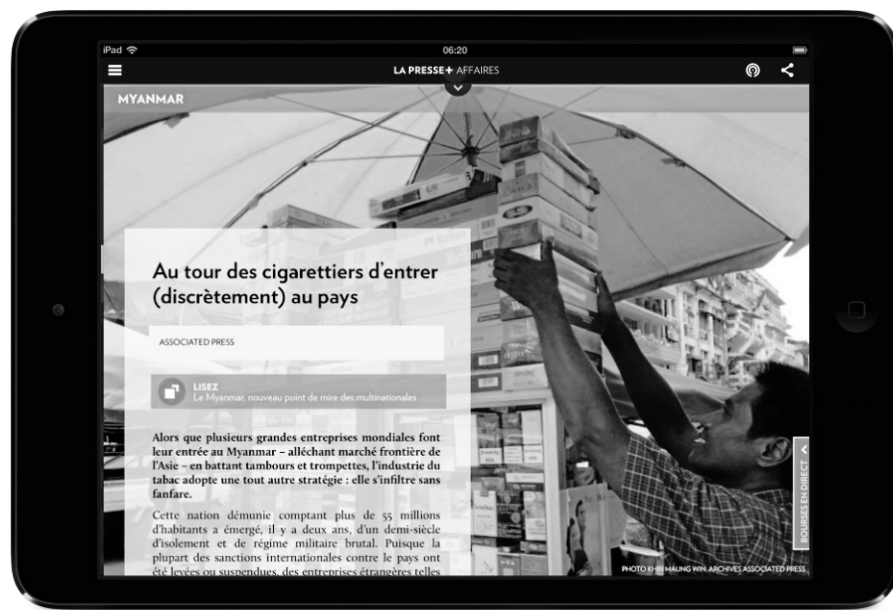 iPad 06:20
LA PRESSE+ AFFAIRES
MYANMAR
Au tour des cigarettiers d'entrer
(discrètement) au pays
ASSOCIATED PRESS
LISEZ
Le Myanmar, nouveau point de mire des multinationales
Alors que plusieurs grandes entreprises mondiales font
leur entrée au Myanmar – alléchant marché frontière de
l'Asie – en battant tambours et trompettes, l'industrie du
tabac adopte une tout autre stratégie : elle s'infiltre sans
fanfare.
Cette nation démunie comptant plus de 55 millions
d'habitants a émergé, il y a deux ans, d'un demi-siècle
d'isolement et de régime militaire brutal. Puisque la
plupart des sanctions internationales contre le pays ont
été levées ou suspendues, des entreprises étrangères telles
BOURSES EN DIRECT
PHOTO KHIN MAUNG WIN, ARCHIVES ASSOCIATED PRESS
Marlboro